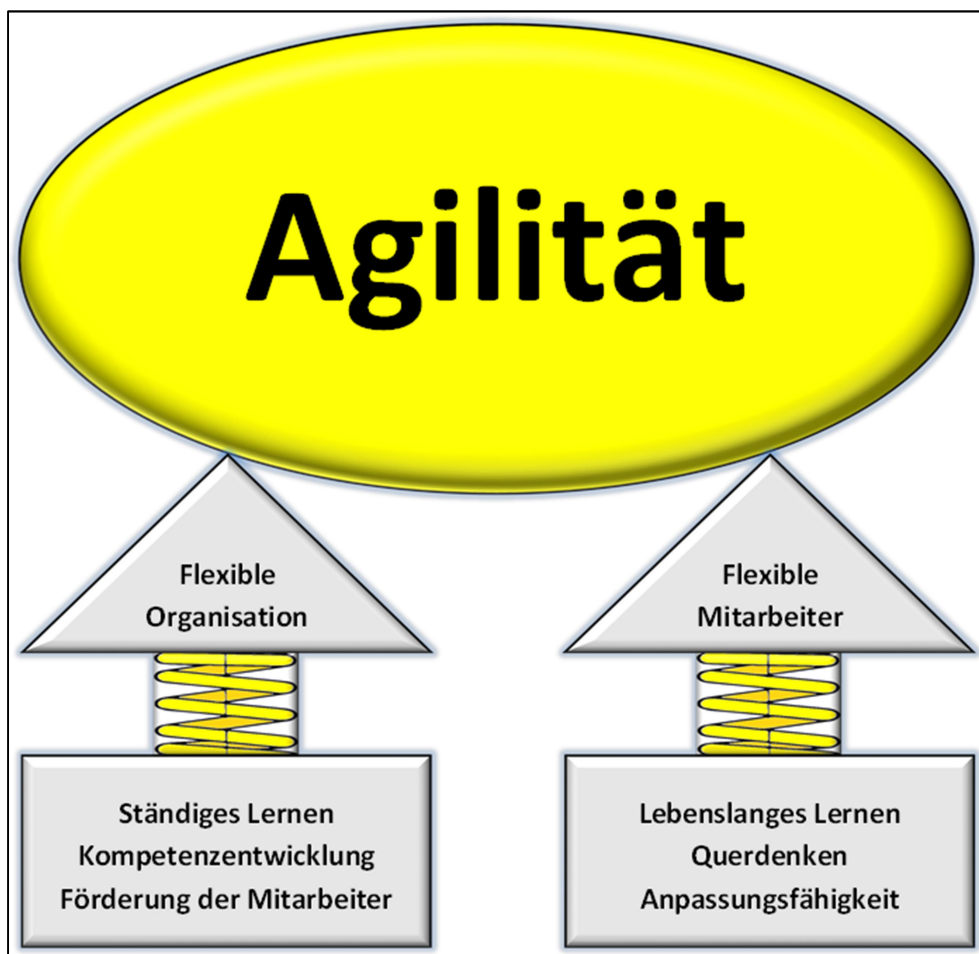 Agilität
Flexible
Organisation
Flexible
Mitarbeiter
Ständiges Lernen
Kompetenzentwicklung
Förderung der Mitarbeiter
Lebenslanges Lernen
Querdenken
Anpassungsfähigkeit